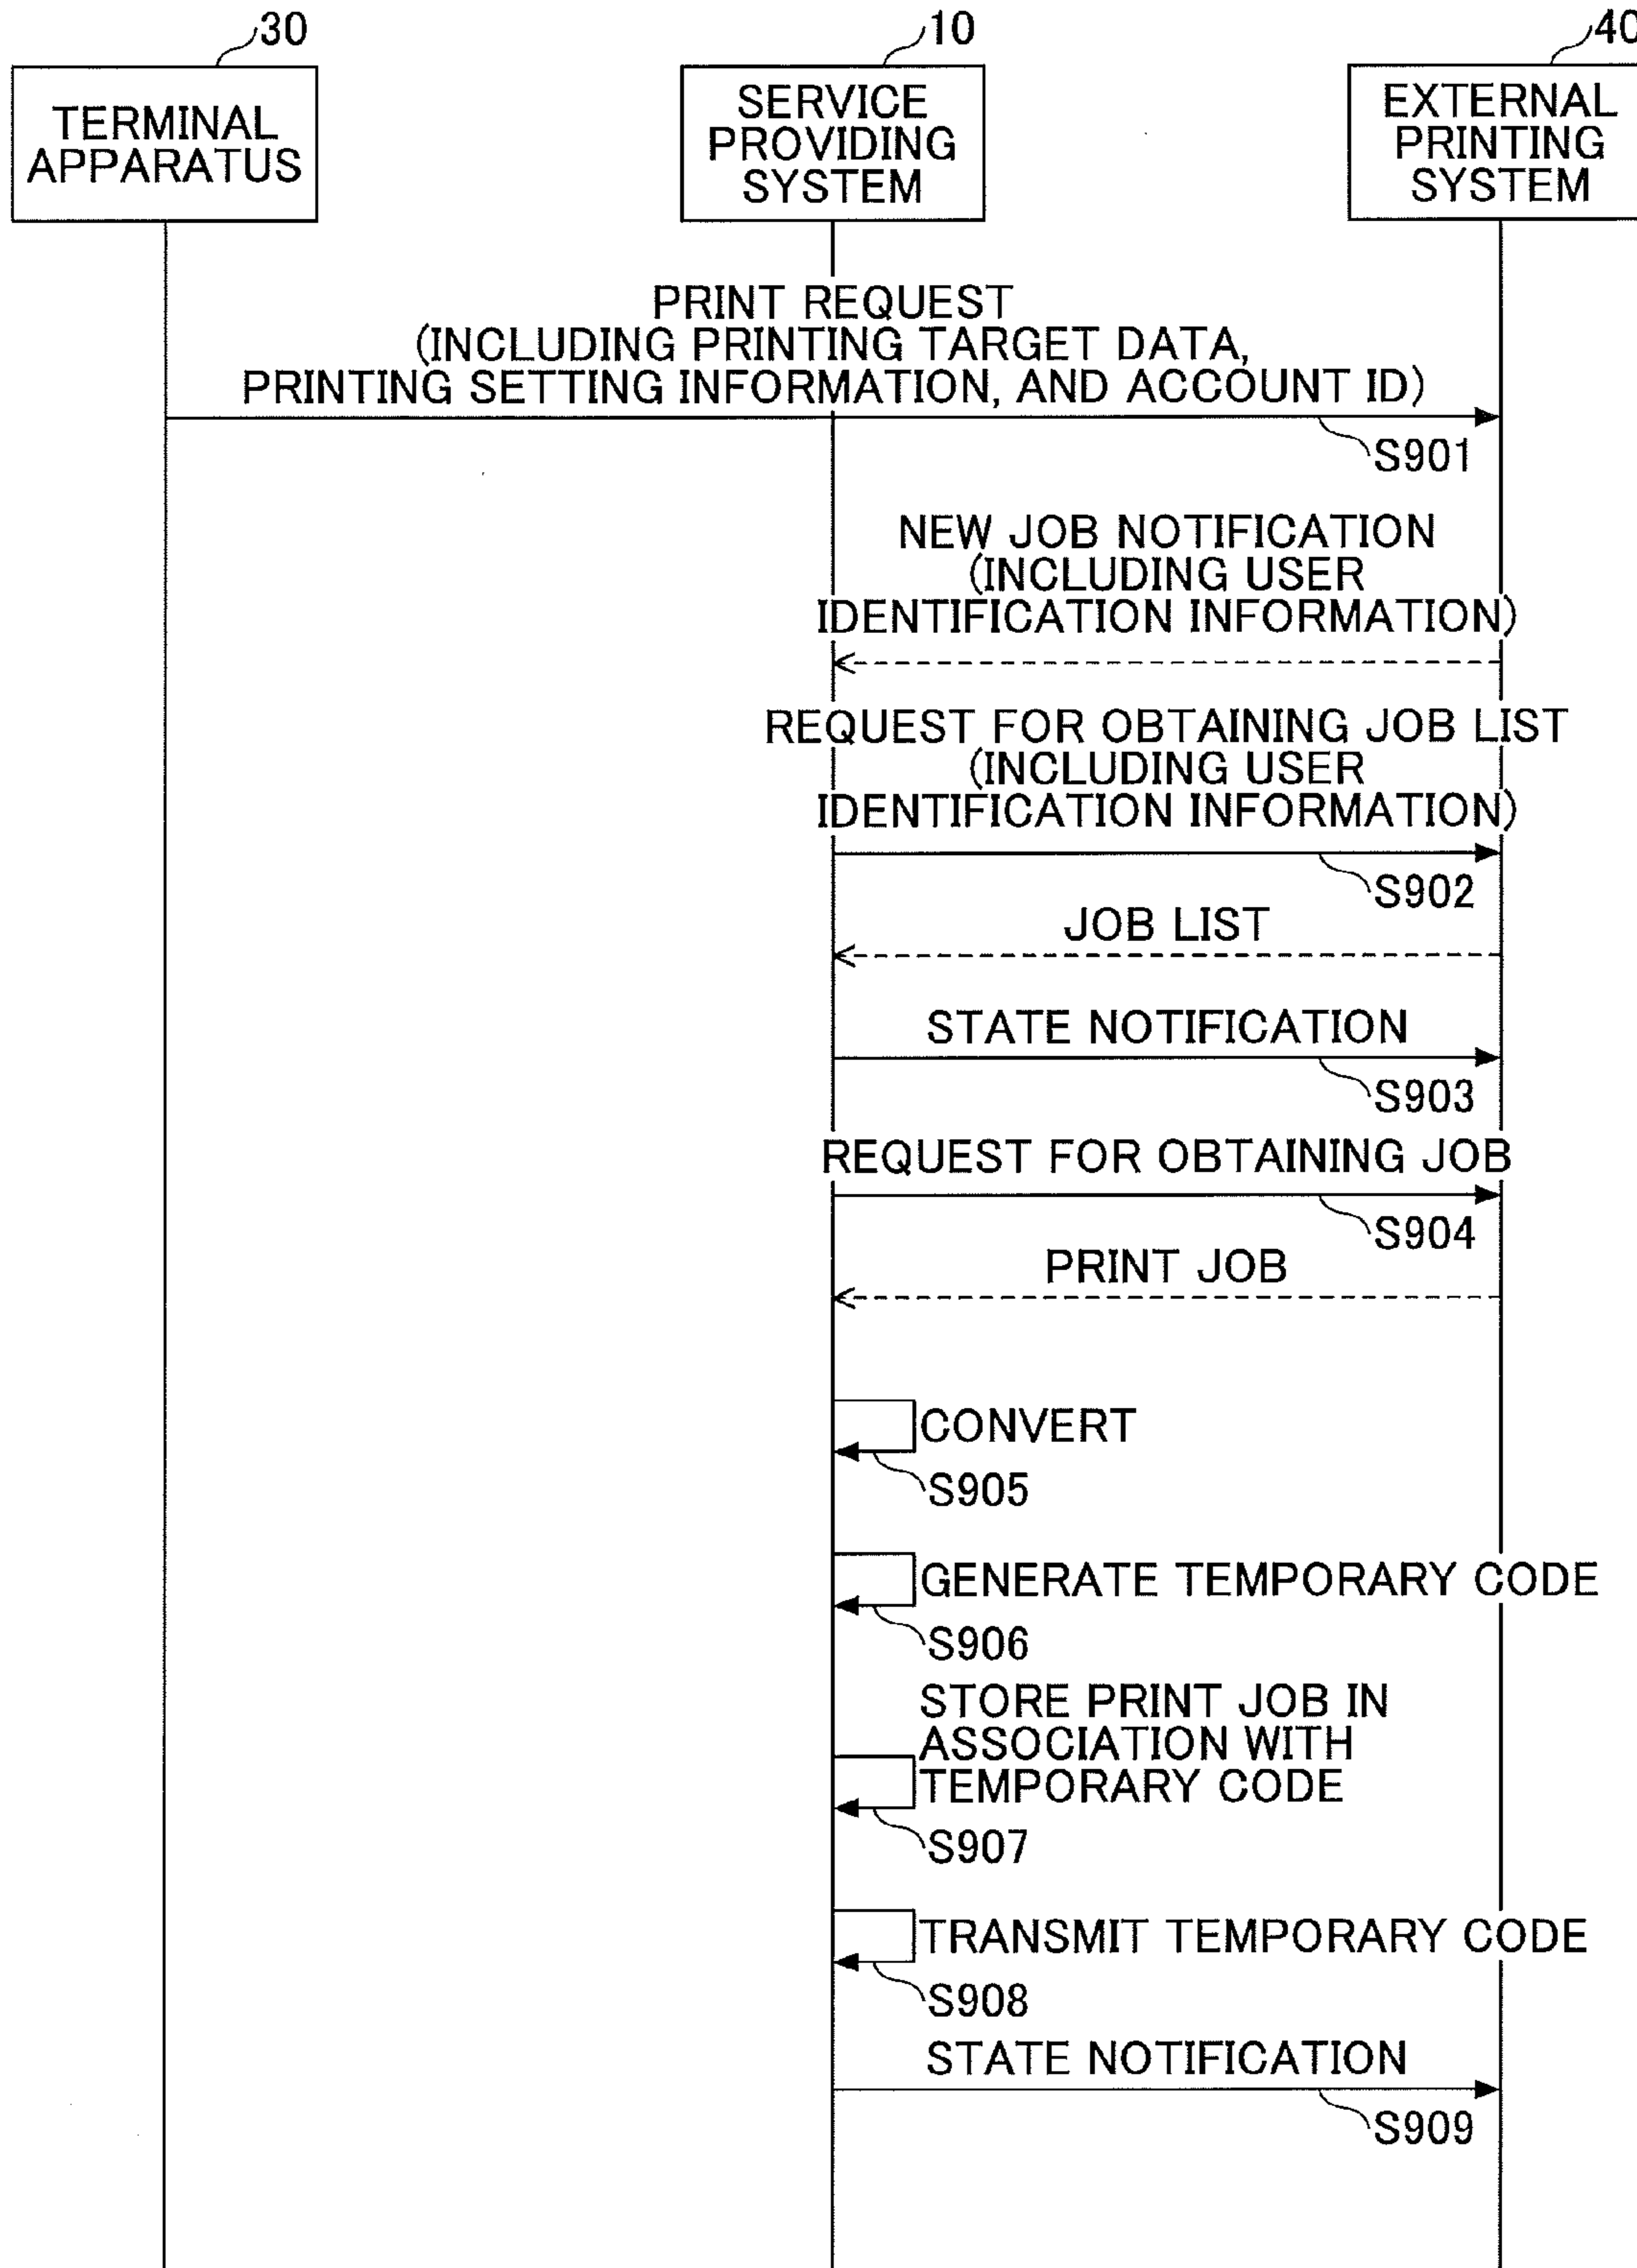 30
10
40
TERMINAL
APPARATUS
SERVICE
PROVIDING
SYSTEM
EXTERNAL
PRINTING
SYSTEM
PRINT REQUEST
(INCLUDING PRINTING TARGET DATA,
PRINTING SETTING INFORMATION, AND ACCOUNT ID)
S901
NEW JOB NOTIFICATION
(INCLUDING USER
IDENTIFICATION INFORMATION)
REQUEST FOR OBTAINING JOB LIST
(INCLUDING USER
IDENTIFICATION INFORMATION)
S902
JOB LIST
STATE NOTIFICATION
S903
REQUEST FOR OBTAINING JOB
S904
PRINT JOB
CONVERT
S905
GENERATE TEMPORARY CODE
S906
STORE PRINT JOB IN
ASSOCIATION WITH
TEMPORARY CODE
S907
TRANSMIT TEMPORARY CODE
S908
STATE NOTIFICATION
S909